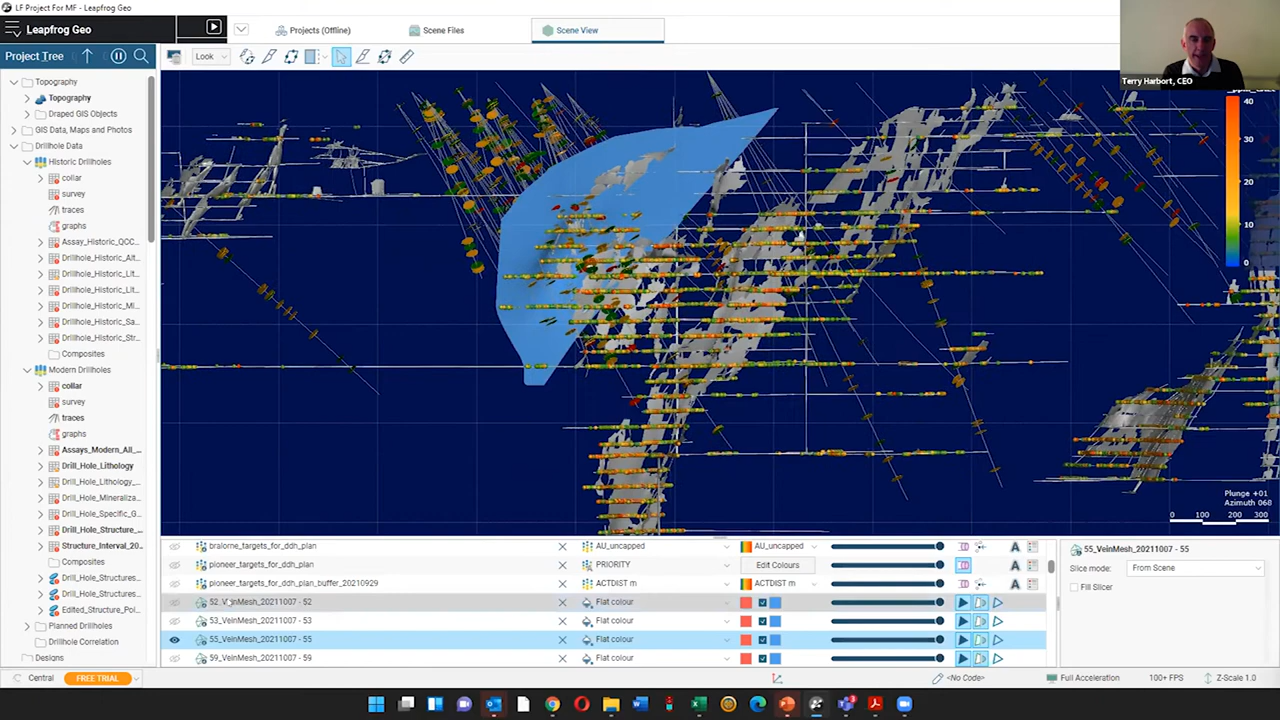 LF Project For MF - Leapfrog Geo
Leapfrog Geo
Projects (Offline)
Scene Files
Scene View
Terry Harbort, CEO
Project Tree
Look
Topography
Topography
Draped GIS Objects
GIS Data, Maps and Photos
Drillhole Data
Historic Drillholes
collar
survey
traces
graphs
Assay_Historic_QCC...
Drillhole_Historic_Alt...
Drillhole_Historic_Lit...
Drillhole_Historic_Lit...
Drillhole_Historic_Mi...
Drillhole_Historic_Sa...
Drillhole_Historic_Str...
Composites
Modern Drillholes
collar
survey
traces
graphs
Assays_Modern_All_...
Drill_Hole_Lithology
Drill_Hole_Lithology_...
Drill_Hole_Mineraliza...
Drill_Hole_Specific_G...
Drill_Hole_Structure_...
Structure_Interval_20...
Composites
Drill_Hole_Structures...
Drill_Hole_Structures...
Edited_Structure_Pol...
Planned Drillholes
Drillhole Correlation
Designs
40
30
20
10
0
Plunge +01
Azimuth 068
0 100 200 300
bralorne_targets_for_ddh_plan AU_uncapped AU_uncapped
pioneer_targets_for_ddh_plan PRIORITY Edit Colours
pioneer_targets_for_ddh_plan_buffer_20210929 ACTDIST m ACTDIST m
52_VeinMesh_20211007 - 52 Flat colour
53_VeinMesh_20211007 - 53 Flat colour
55_VeinMesh_20211007 - 55 Flat colour
59_VeinMesh_20211007 - 59 Flat colour
55_VeinMesh_20211007 - 55
Slice mode: From Scene
Fill Slicer
Central FREE TRIAL
<No Code>
Full Acceleration
100+ FPS
Z-Scale 1.0